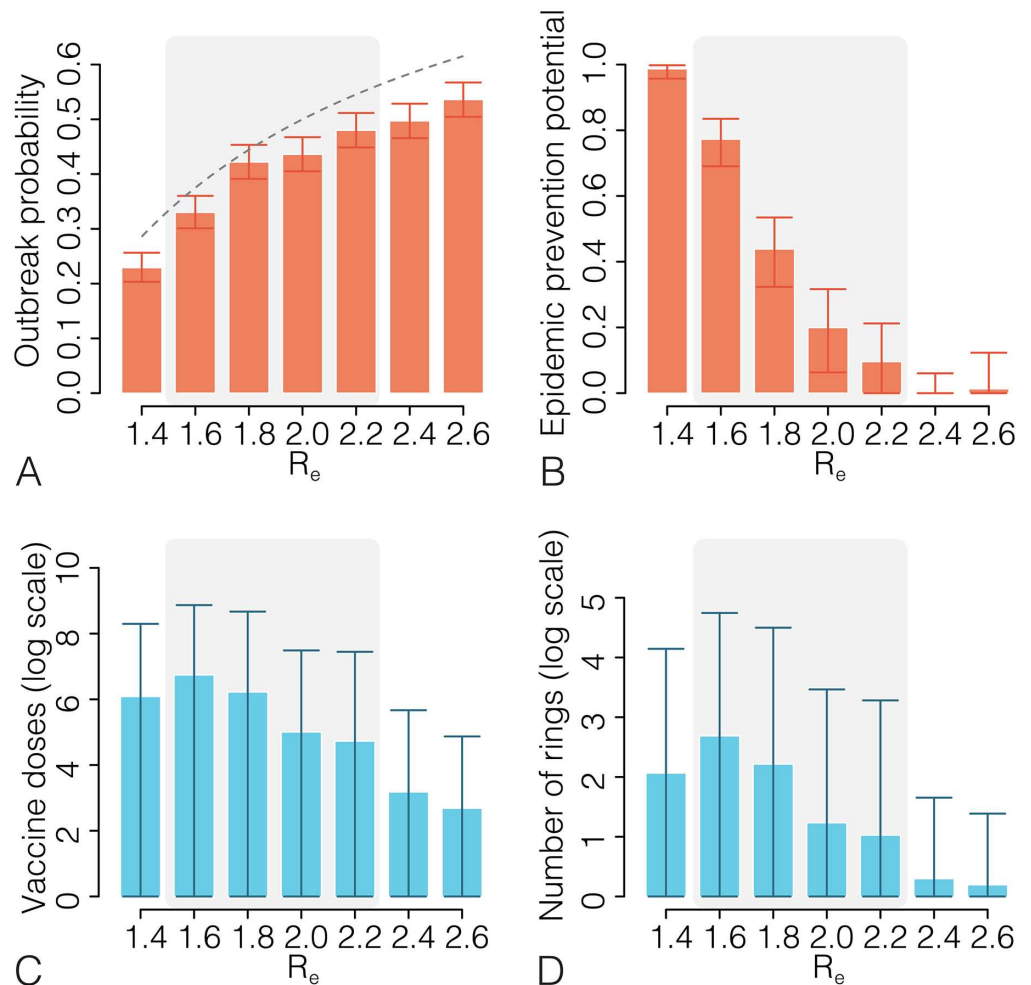 Outbreak probability
0.0 0.1 0.2 0.3 0.4 0.5 0.6
1.4 1.6 1.8 2.0 2.2 2.4 2.6
Re
A
Epidemic prevention potential
0.0 0.2 0.4 0.6 0.8 1.0
1.4 1.6 1.8 2.0 2.2 2.4 2.6
Re
B
Vaccine doses (log scale)
0 2 4 6 8 10
1.4 1.6 1.8 2.0 2.2 2.4 2.6
Re
C
Number of rings (log scale)
0 1 2 3 4 5
1.4 1.6 1.8 2.0 2.2 2.4 2.6
Re
D